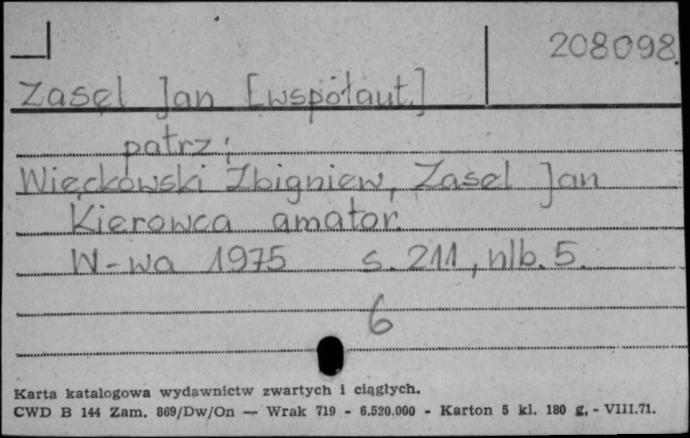 208098
Zasel Jan [współaut.]
patrz:
Więckowski Zbigniew, Zasel Jan
Kierowca amator.
W-wa 1975 s. 211, nlb. 5.
6
Karta katalogowa wydawnictw zwartych i ciągłych.
CWD B 144 Zam. 869/Dw/On — Wrak 719 - 6.520.000 - Karton 5 kl. 180 g. - VIII.71.